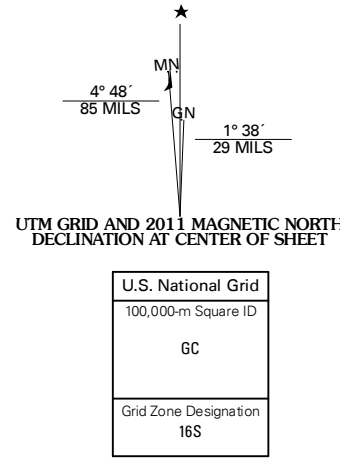 ★
MN
4° 48´
85 MILS
GN
1° 38´
29 MILS
UTM GRID AND 2011 MAGNETIC NORTH
DECLINATION AT CENTER OF SHEET
U.S. National Grid
100,000-m Square ID
GC
Grid Zone Designation
16S